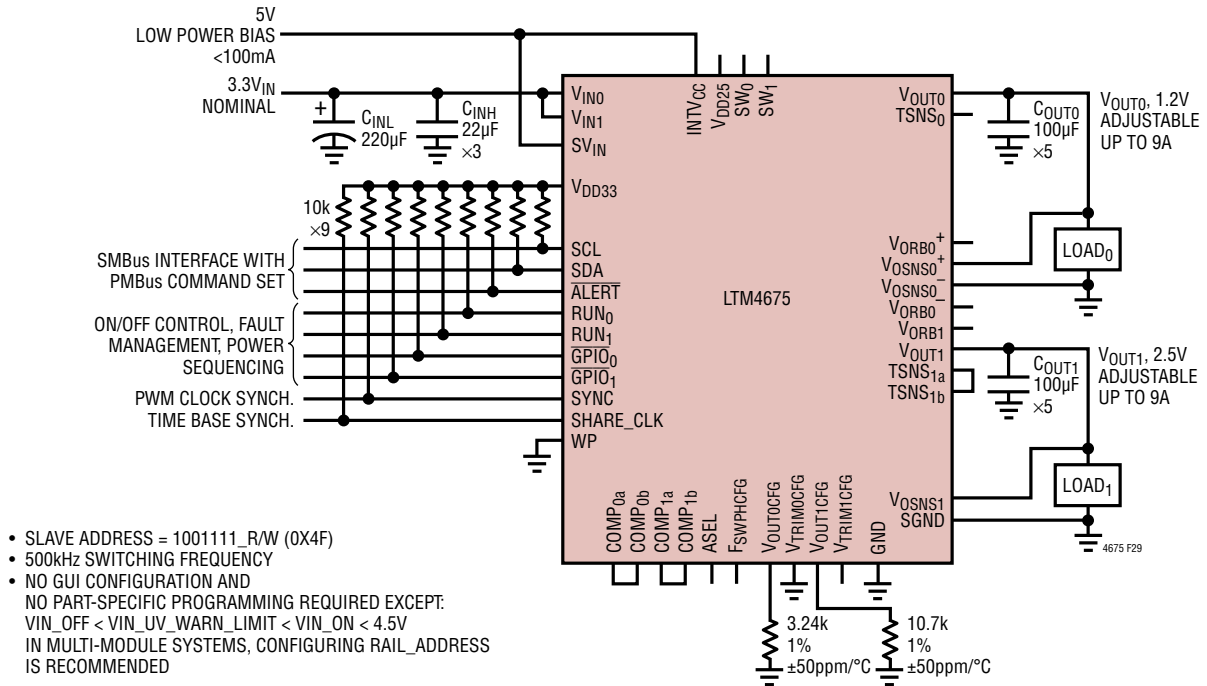 5V
LOW POWER BIAS
<100mA
3.3VIN
NOMINAL
+
CINL
220µF
CINH
22µF
×3
10k
×9
SMBus INTERFACE WITH
PMBus COMMAND SET
ON/OFF CONTROL, FAULT
MANAGEMENT, POWER
SEQUENCING
PWM CLOCK SYNCH.
TIME BASE SYNCH.
VIN0
VIN1
SVIN
VDD33
SCL
SDA
ALERT
RUN0
RUN1
GPIO0
GPIO1
SYNC
SHARE_CLK
WP
INTVCC
VDD25
SW0
SW1
LTM4675
VOUT0
TSNS0
VORB0+
VOSNS0+
VOSNS0–
VORB0–
VORB1
VOUT1
TSNS1a
TSNS1b
VOSNS1
SGND
COMP0a
COMP0b
COMP1a
COMP1b
ASEL
FSWPHCFG
VOUT0CFG
VTRIM0CFG
VOUT1CFG
VTRIM1CFG
GND
COUT0
100µF
×5
VOUT0, 1.2V
ADJUSTABLE
UP TO 9A
LOAD0
COUT1
100µF
×5
VOUT1, 2.5V
ADJUSTABLE
UP TO 9A
LOAD1
4675 F29
3.24k
1%
±50ppm/°C
10.7k
1%
±50ppm/°C
• SLAVE ADDRESS = 1001111_R/W (0X4F)
• 500kHz SWITCHING FREQUENCY
• NO GUI CONFIGURATION AND
NO PART-SPECIFIC PROGRAMMING REQUIRED EXCEPT:
VIN_OFF < VIN_UV_WARN_LIMIT < VIN_ON < 4.5V
IN MULTI-MODULE SYSTEMS, CONFIGURING RAIL_ADDRESS
IS RECOMMENDED